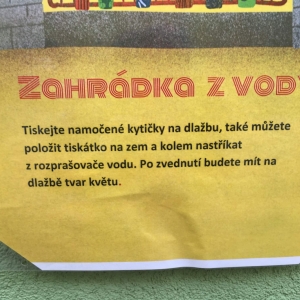 ZAHRÁDKA Z VOD
Tiskejte namočené kytičky na dlažbu, také můžete
položit tiskátko na zem a kolem nastříkat
z rozprašovače vodu. Po zvednutí budete mít na
dlažbě tvar květu.